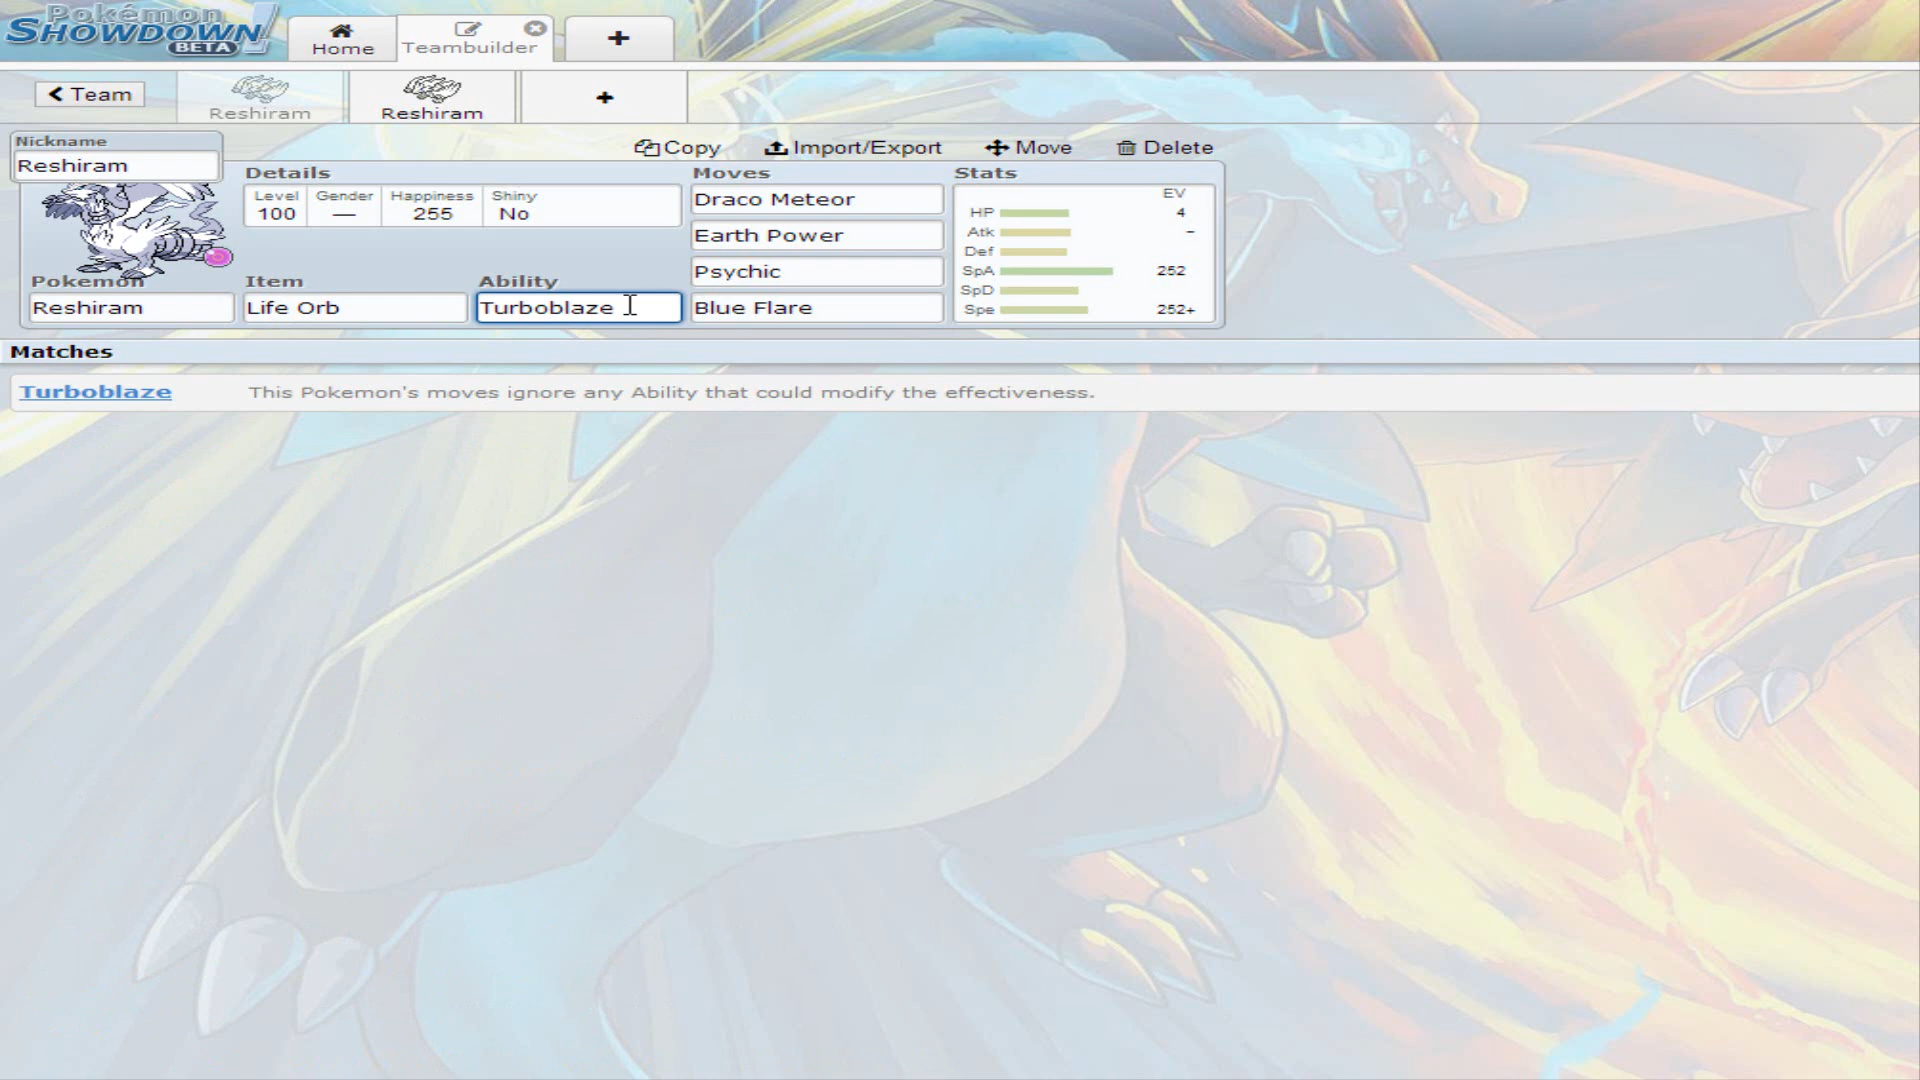 Pokémon
SHOWDOWN!
BETA
Home
Teambuilder
+
< Team
Reshiram
Reshiram
+
Nickname
Reshiram
Copy
Import/Export
Move
Delete
Details
Level
Gender
Happiness
Shiny
100
—
255
No
Pokemon
Reshiram
Item
Life Orb
Ability
Turboblaze
Moves
Draco Meteor
Earth Power
Psychic
Blue Flare
Stats
EV
HP 4
Atk –
Def
SpA 252
SpD
Spe 252+
Matches
Turboblaze This Pokemon's moves ignore any Ability that could modify the effectiveness.